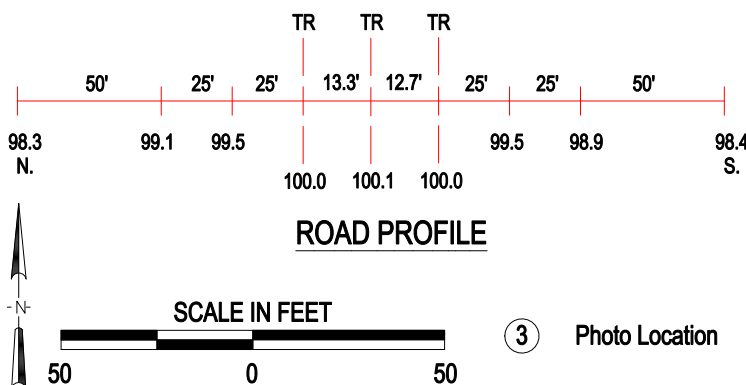 TR TR TR
50' 25' 25' 13.3' 12.7' 25' 25' 50'
98.3 99.1 99.5 99.5 98.9 98.4
N. S.
100.0 100.1 100.0
ROAD PROFILE
-N-
SCALE IN FEET
3 Photo Location
50 0 50